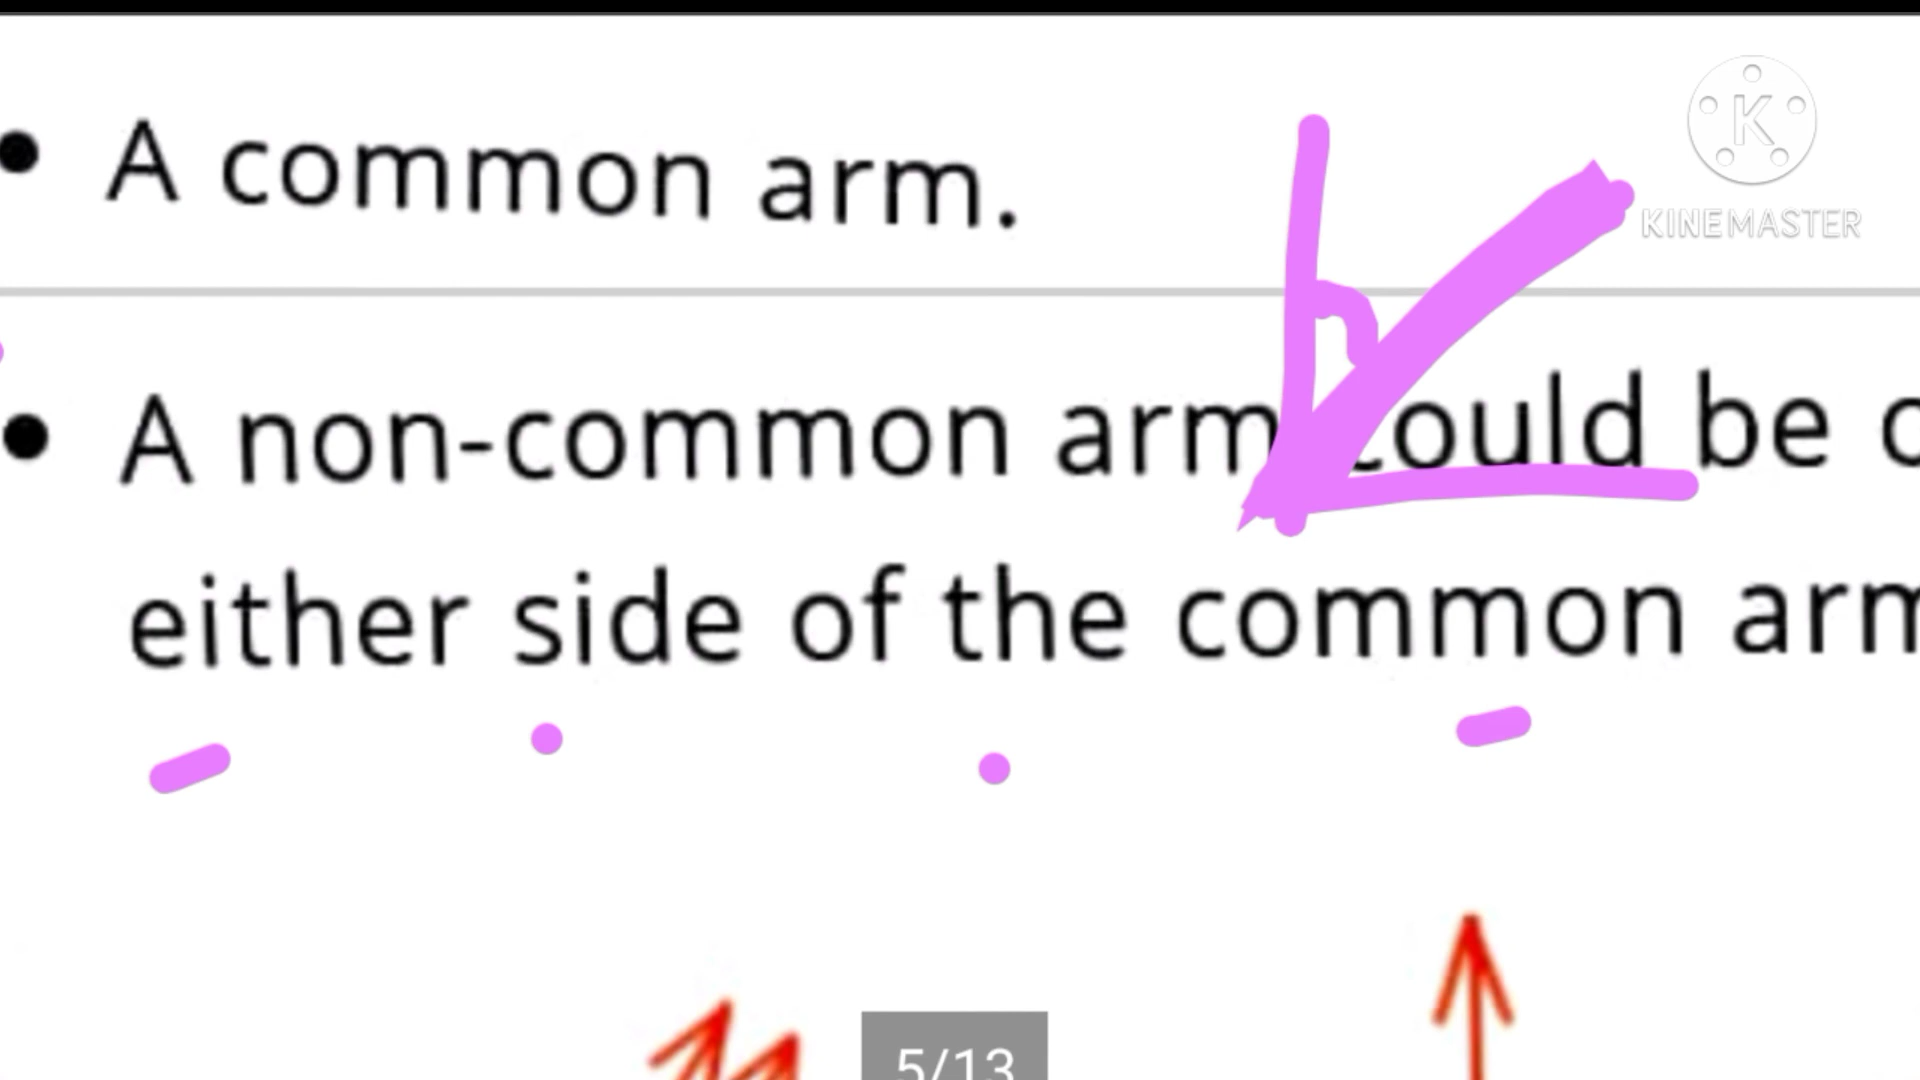 • A common arm.
• A non-common arm could be
either side of the common arm
K
KINEMASTER
5/13